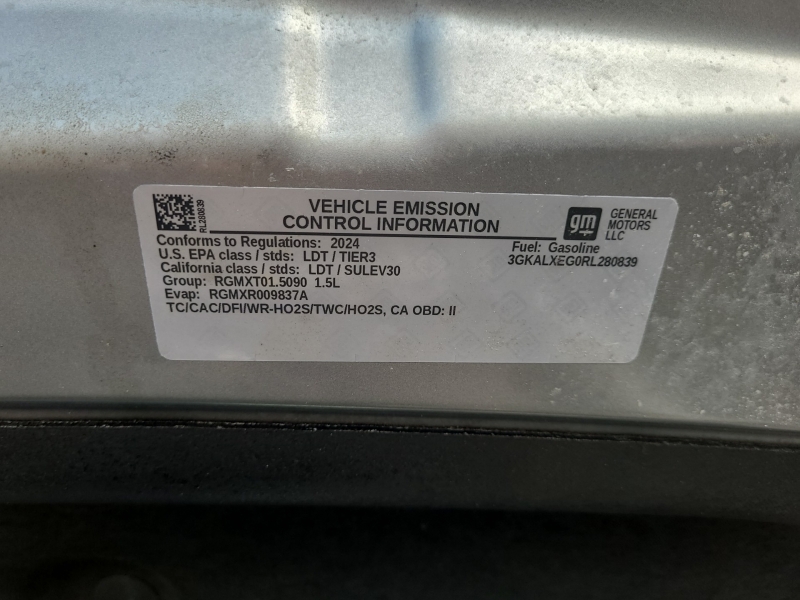 RL280839
VEHICLE EMISSION
CONTROL INFORMATION
gm
GENERAL
MOTORS
LLC
Conforms to Regulations: 2024
Fuel: Gasoline
U.S. EPA class / stds: LDT / TIER3
3GKALXEG0RL280839
California class / stds: LDT / SULEV30
Group: RGMXT01.5090 1.5L
Evap: RGMXR009837A
TC/CAC/DFI/WR-HO2S/TWC/HO2S, CA OBD: II